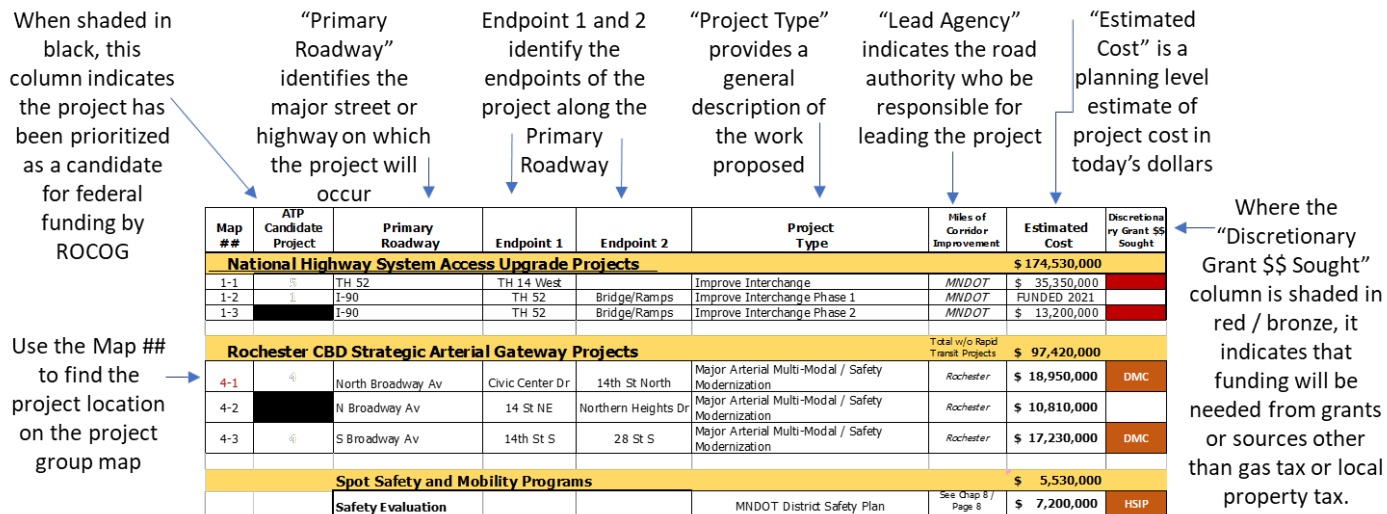 When shaded in
black, this
column indicates
the project has
been prioritized
as a candidate
for federal
funding by
ROCOG
“Primary
Roadway”
identifies the
major street or
highway on which
the project will
occur
Endpoint 1 and 2
identify the
endpoints of the
project along the
Primary
Roadway
“Project Type”
provides a
general
description of
the work
proposed
“Lead Agency”
indicates the road
authority who be
responsible for
leading the project
“Estimated
Cost” is a
planning level
estimate of
project cost in
today’s dollars
Where the
“Discretionary
Grant $$ Sought”
column is shaded in
red / bronze, it
indicates that
funding will be
needed from grants
or sources other
than gas tax or local
property tax.
Use the Map ##
to find the
project location
on the project
group map
Map ## ATP Candidate Project Primary Roadway Endpoint 1 Endpoint 2 Project Type Miles of Corridor Improvement Estimated Cost Discretiona ry Grant $$ Sought
National Highway System Access Upgrade Projects $ 174,530,000
1-1 5 TH 52 TH 14 West Improve Interchange MNDOT $ 35,350,000
1-2 1 I-90 TH 52 Bridge/Ramps Improve Interchange Phase 1 MNDOT FUNDED 2021
1-3 I-90 TH 52 Bridge/Ramps Improve Interchange Phase 2 MNDOT $ 13,200,000
Rochester CBD Strategic Arterial Gateway Projects Total w/o Rapid Transit Projects $ 97,420,000
4-1 4 North Broadway Av Civic Center Dr 14th St North Major Arterial Multi-Modal / Safety Modernization Rochester $ 18,950,000 DMC
4-2 N Broadway Av 14 St NE Northern Heights Dr Major Arterial Multi-Modal / Safety Modernization Rochester $ 10,810,000
4-3 4 S Broadway Av 14th St S 28 St S Major Arterial Multi-Modal / Safety Modernization Rochester $ 17,230,000 DMC
Spot Safety and Mobility Programs $ 5,530,000
Safety Evaluation MNDOT District Safety Plan See Chap 8 / Page 8 $ 7,200,000 HSIP